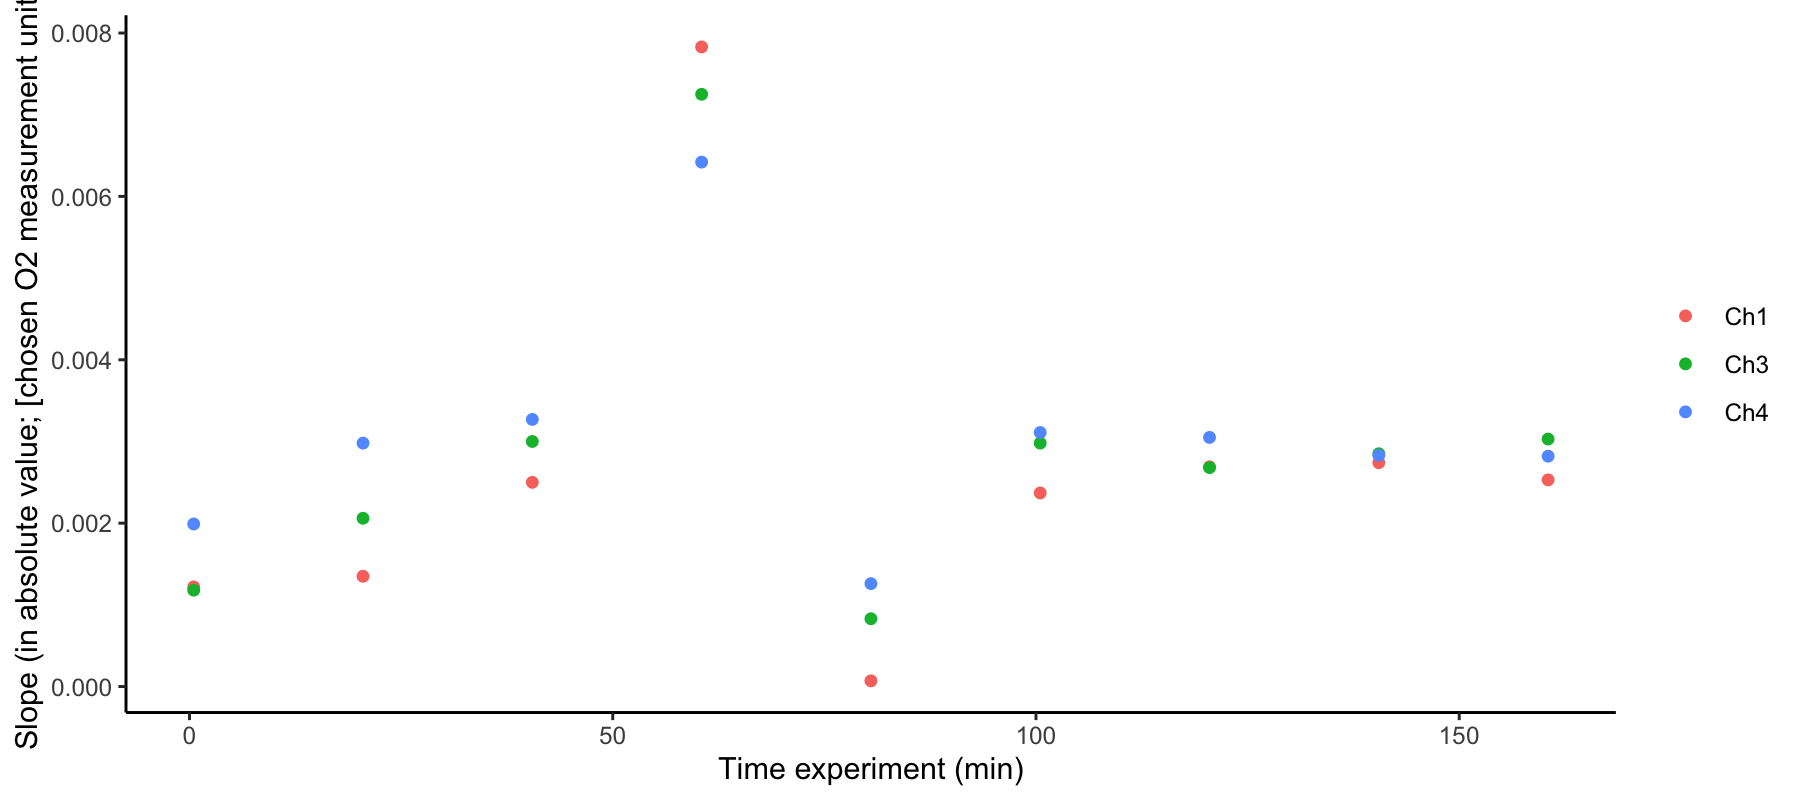 Slope (in absolute value; [chosen O2 measurement unit
0.008
0.006
0.004
0.002
0.000
0
50
100
150
Time experiment (min)
Ch1
Ch3
Ch4